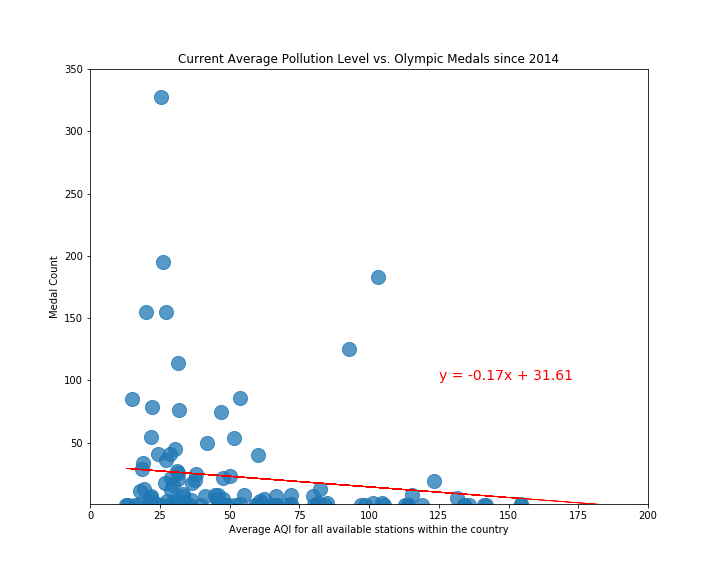 Current Average Pollution Level vs. Olympic Medals since 2014
350
300
250
200
150
100
50
Medal Count
y = -0.17x + 31.61
0 25 50 75 100 125 150 175 200
Average AQI for all available stations within the country